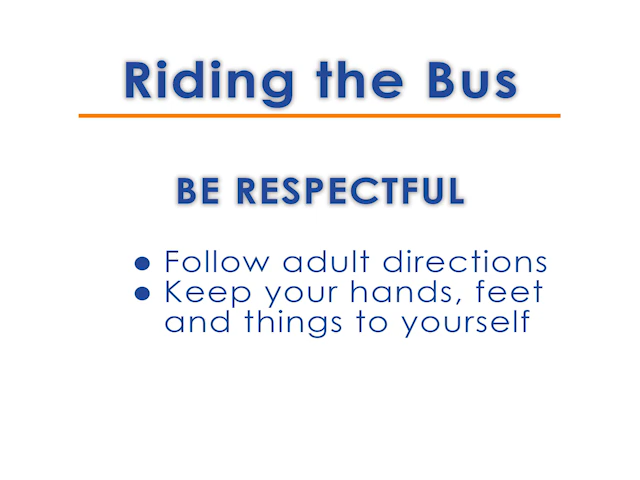 Riding the Bus
BE RESPECTFUL
● Follow adult directions
● Keep your hands, feet
and things to yourself